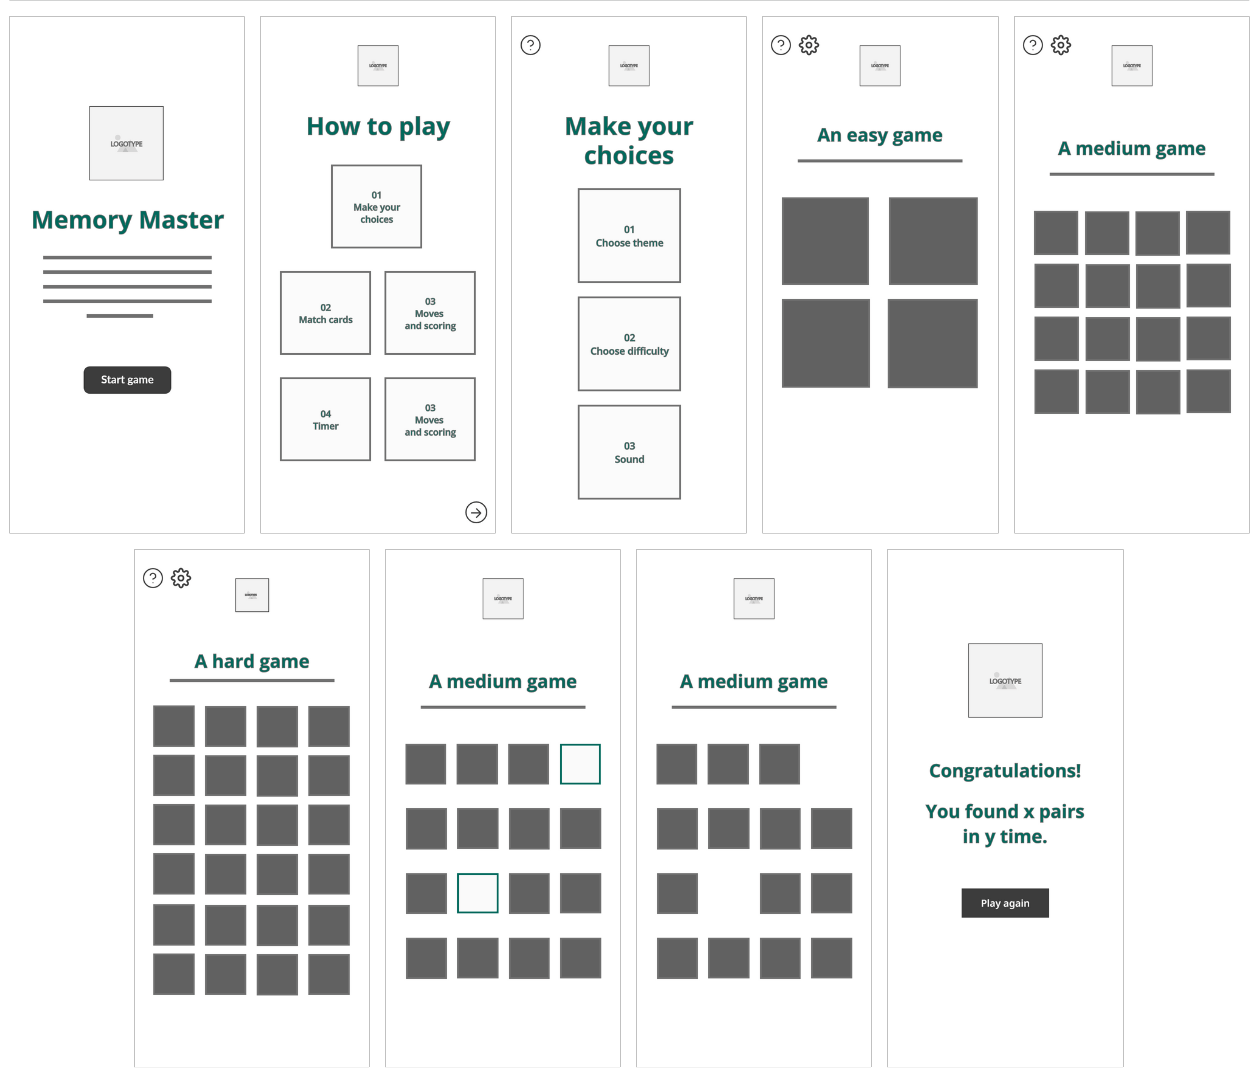 LOGOTYPE
Memory Master
Start game
LOGOTYPE
How to play
01
Make your
choices
02
Match cards
03
Moves
and scoring
04
Timer
03
Moves
and scoring
?
LOGOTYPE
Make your
choices
01
Choose theme
02
Choose difficulty
03
Sound
?
LOGOTYPE
An easy game
?
LOGOTYPE
A medium game
?
LOGOTYPE
A hard game
LOGOTYPE
A medium game
LOGOTYPE
A medium game
LOGOTYPE
Congratulations!
You found x pairs
in y time.
Play again